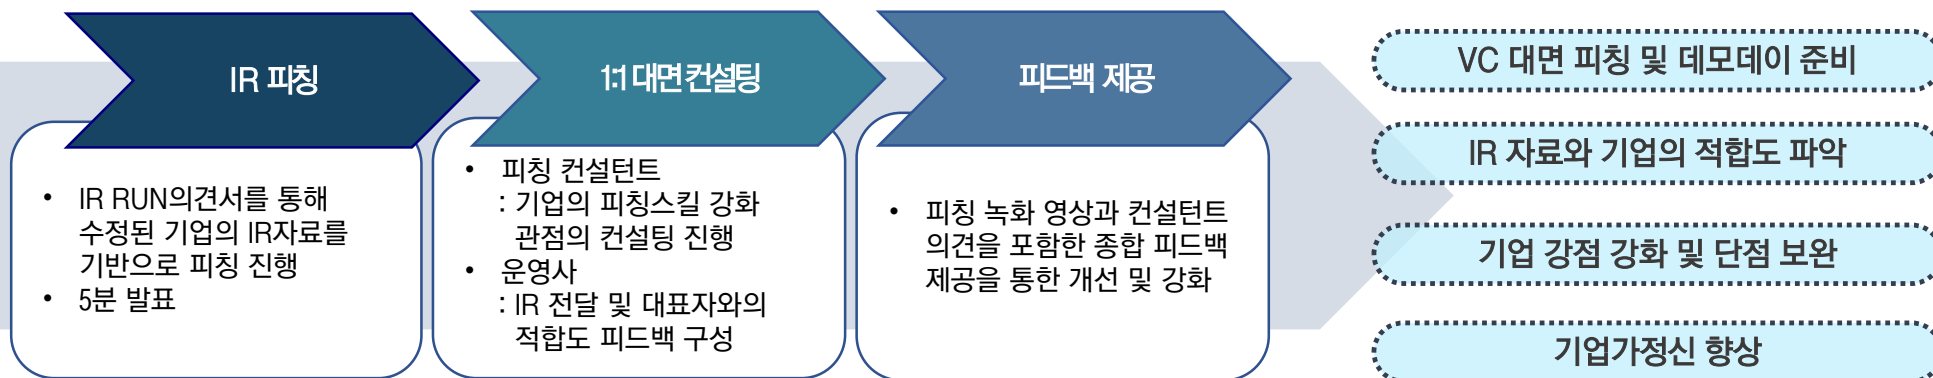 IR 피칭
• IR RUN의견서를 통해
수정된 기업의 IR자료를
기반으로 피칭 진행
• 5분 발표
1:1 대면 컨설팅
• 피칭 컨설턴트
: 기업의 피칭스킬 강화
관점의 컨설팅 진행
• 운영사
: IR 전달 및 대표자와의
적합도 피드백 구성
피드백 제공
• 피칭 녹화 영상과 컨설턴트
의견을 포함한 종합 피드백
제공을 통한 개선 및 강화
VC 대면 피칭 및 데모데이 준비
IR 자료와 기업의 적합도 파악
기업 강점 강화 및 단점 보완
기업가정신 향상